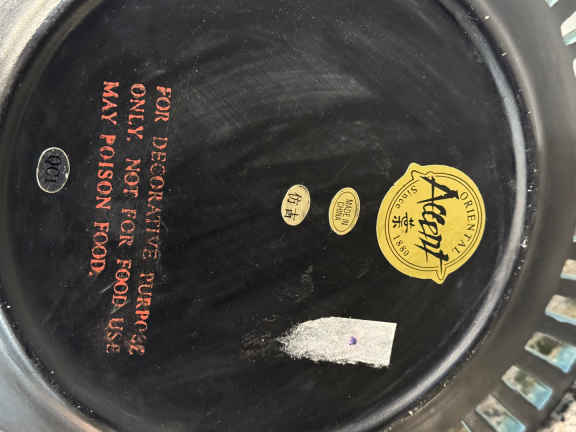 ORIENTAL
Accent
Since 1880
MADE IN
CHINA
仿古
FOR DECORATIVE PURPOSE
ONLY, NOT FOR FOOD USE
MAY POISON FOOD.
QC1